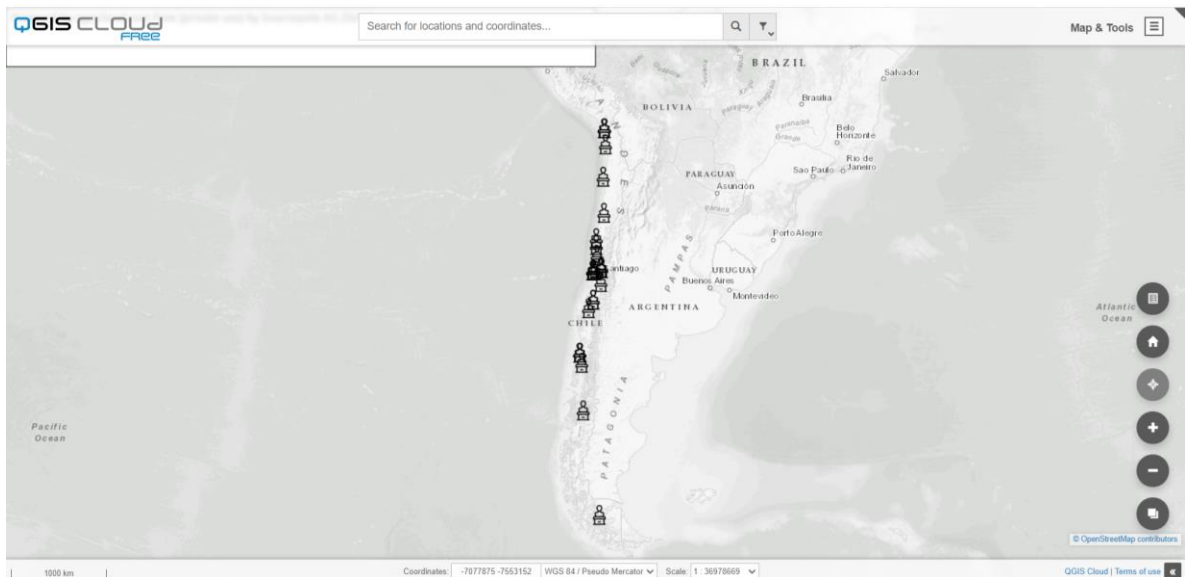 QGIS CLOUD
FREE
Search for locations and coordinates...
Map & Tools
BRAZIL
Salvador
BOLIVIA
Brasilia
Belo
Horizonte
Rio de
Janeiro
Sao Paulo
PARAGUAY
Asunción
ANDES
Porto Alegre
PAMPAS
URUGUAY
Buenos Aires
Montevideo
ARGENTINA
CHILE
Atlantic
Ocean
PATAGONIA
Pacific
Ocean
© OpenStreetMap contributors
1000 km
Coordinates: -7077875 -7553152 WGS 84 / Pseudo Mercator Scale: 1 : 36978669
QGIS Cloud | Terms of use